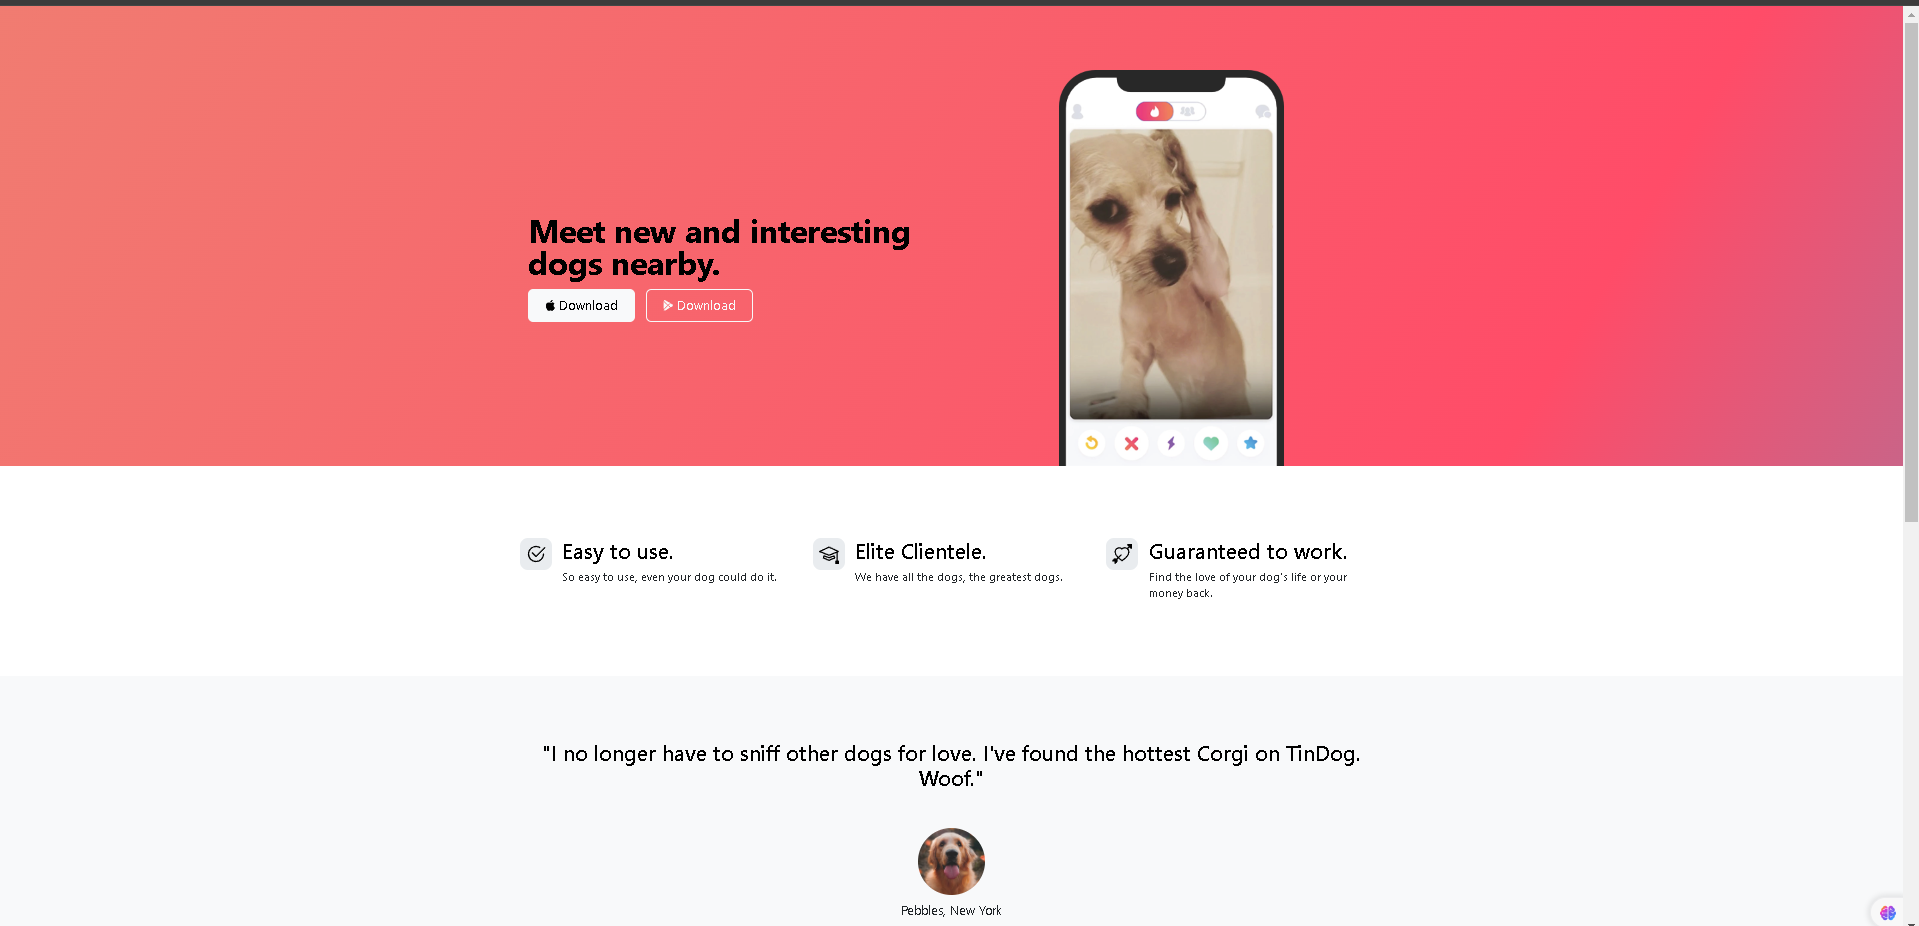 Meet new and interesting
dogs nearby.
Download
Download
Easy to use.
So easy to use, even your dog could do it.
Elite Clientele.
We have all the dogs, the greatest dogs.
Guaranteed to work.
Find the love of your dog's life or your
money back.
"I no longer have to sniff other dogs for love. I've found the hottest Corgi on TinDog.
Woof."
Pebbles, New York